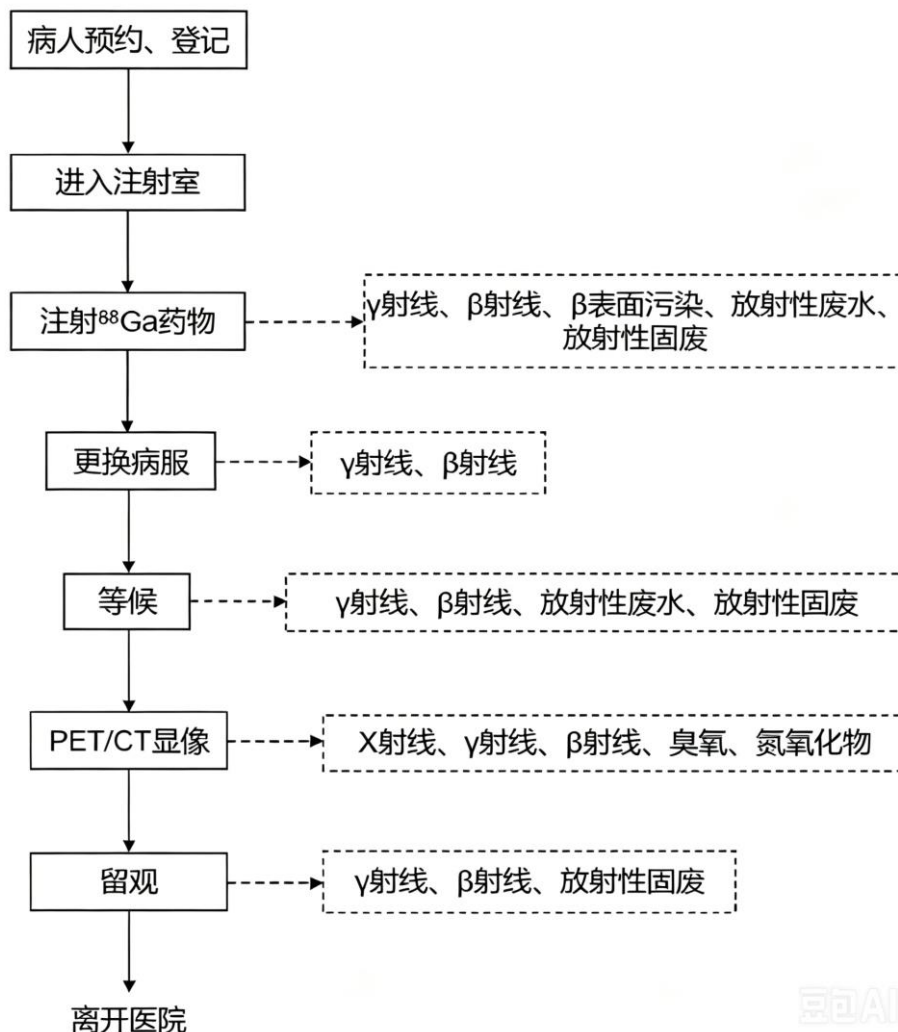 病人预约、登记
进入注射室
注射⁸⁸Ga药物
γ射线、β射线、β表面污染、放射性废水、
放射性固废
更换病服
γ射线、β射线
等候
γ射线、β射线、放射性废水、放射性固废
PET/CT显像
X射线、γ射线、β射线、臭氧、氮氧化物
留观
γ射线、β射线、放射性固废
离开医院
豆包AI